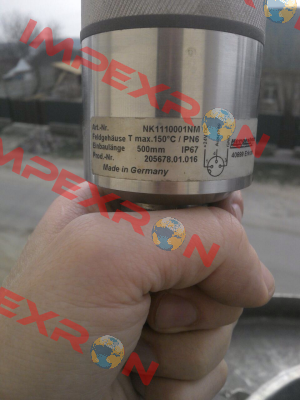 IMPEXRON
Art.-Nr. NK1110001NM
Feldgehäuse T max.150°C / PN6
Einbaulänge 500mm IP67
Prod.-Nr. 205678.01.016
Made in Germany
IMPEXRON
IMPEXRON